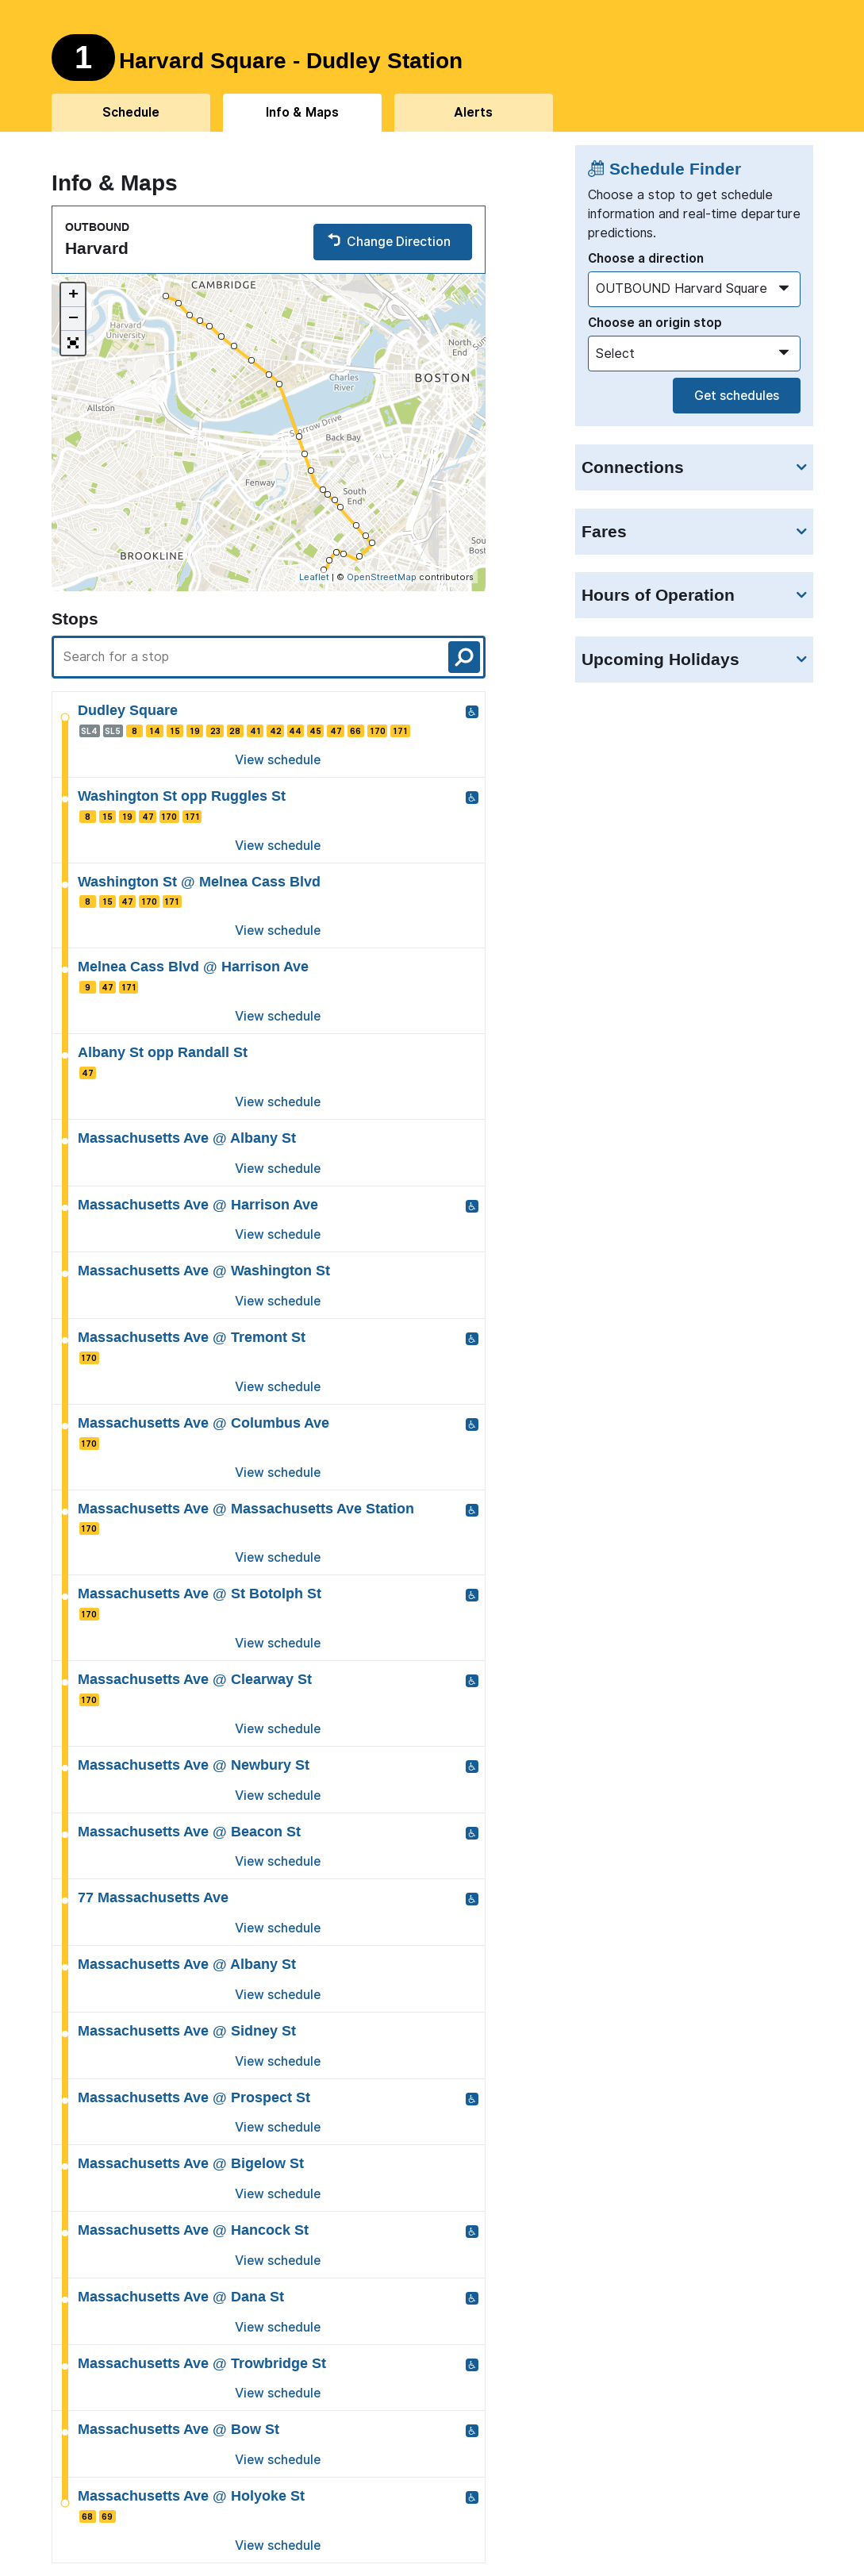 1 Harvard Square - Dudley Station
Schedule Info & Maps Alerts
Info & Maps
OUTBOUND
Harvard
Change Direction
+
−
CAMBRIDGE
Harvard
University
North
End
BOSTON
Charles
River
Allston
Storrow Drive
Back Bay
Fenway
South
End
BROOKLINE
Leaflet | © OpenStreetMap contributors
Stops
Search for a stop
Dudley Square
SL4 SL5 8 14 15 19 23 28 41 42 44 45 47 66 170 171
View schedule
Washington St opp Ruggles St
8 15 19 47 170 171
View schedule
Washington St @ Melnea Cass Blvd
8 15 47 170 171
View schedule
Melnea Cass Blvd @ Harrison Ave
9 47 171
View schedule
Albany St opp Randall St
47
View schedule
Massachusetts Ave @ Albany St
View schedule
Massachusetts Ave @ Harrison Ave
View schedule
Massachusetts Ave @ Washington St
View schedule
Massachusetts Ave @ Tremont St
170
View schedule
Massachusetts Ave @ Columbus Ave
170
View schedule
Massachusetts Ave @ Massachusetts Ave Station
170
View schedule
Massachusetts Ave @ St Botolph St
170
View schedule
Massachusetts Ave @ Clearway St
170
View schedule
Massachusetts Ave @ Newbury St
View schedule
Massachusetts Ave @ Beacon St
View schedule
77 Massachusetts Ave
View schedule
Massachusetts Ave @ Albany St
View schedule
Massachusetts Ave @ Sidney St
View schedule
Massachusetts Ave @ Prospect St
View schedule
Massachusetts Ave @ Bigelow St
View schedule
Massachusetts Ave @ Hancock St
View schedule
Massachusetts Ave @ Dana St
View schedule
Massachusetts Ave @ Trowbridge St
View schedule
Massachusetts Ave @ Bow St
View schedule
Massachusetts Ave @ Holyoke St
68 69
View schedule
Schedule Finder
Choose a stop to get schedule
information and real-time departure
predictions.
Choose a direction
OUTBOUND Harvard Square
Choose an origin stop
Select
Get schedules
Connections
Fares
Hours of Operation
Upcoming Holidays